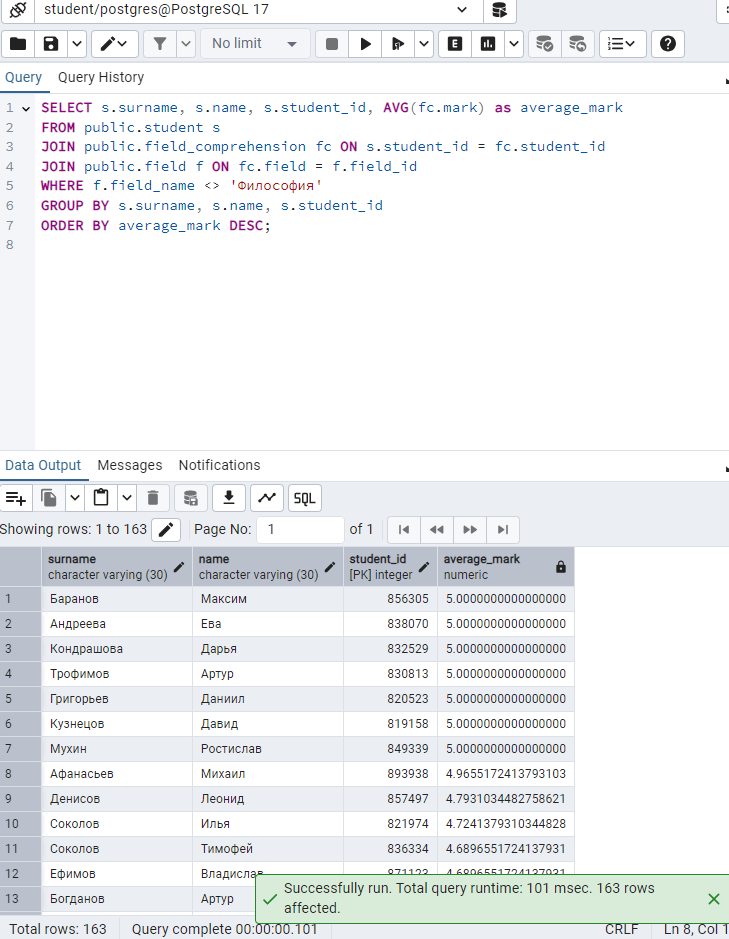 student/postgres@PostgreSQL 17
No limit
E
Query Query History
1 SELECT s.surname, s.name, s.student_id, AVG(fc.mark) as average_mark
2 FROM public.student s
3 JOIN public.field_comprehension fc ON s.student_id = fc.student_id
4 JOIN public.field f ON fc.field = f.field_id
5 WHERE f.field_name <> 'Философия'
6 GROUP BY s.surname, s.name, s.student_id
7 ORDER BY average_mark DESC;
8
Data Output Messages Notifications
SQL
Showing rows: 1 to 163 Page No: 1 of 1
surname name student_id average_mark
character varying (30) character varying (30) [PK] integer numeric
1 Баранов Максим 856305 5.0000000000000000
2 Андреева Ева 838070 5.0000000000000000
3 Кондрашова Дарья 832529 5.0000000000000000
4 Трофимов Артур 830813 5.0000000000000000
5 Григорьев Даниил 820523 5.0000000000000000
6 Кузнецов Давид 819158 5.0000000000000000
7 Мухин Ростислав 849339 5.0000000000000000
8 Афанасьев Михаил 893938 4.9655172413793103
9 Денисов Леонид 857497 4.7931034482758621
10 Соколов Илья 821974 4.7241379310344828
11 Соколов Тимофей 836334 4.6896551724137931
12 Ефимов Владислав 871123 4.6896551724137931
13 Богданов Артур
Successfully run. Total query runtime: 101 msec. 163 rows
affected.
Total rows: 163 Query complete 00:00:00.101 CRLF Ln 8, Col 1